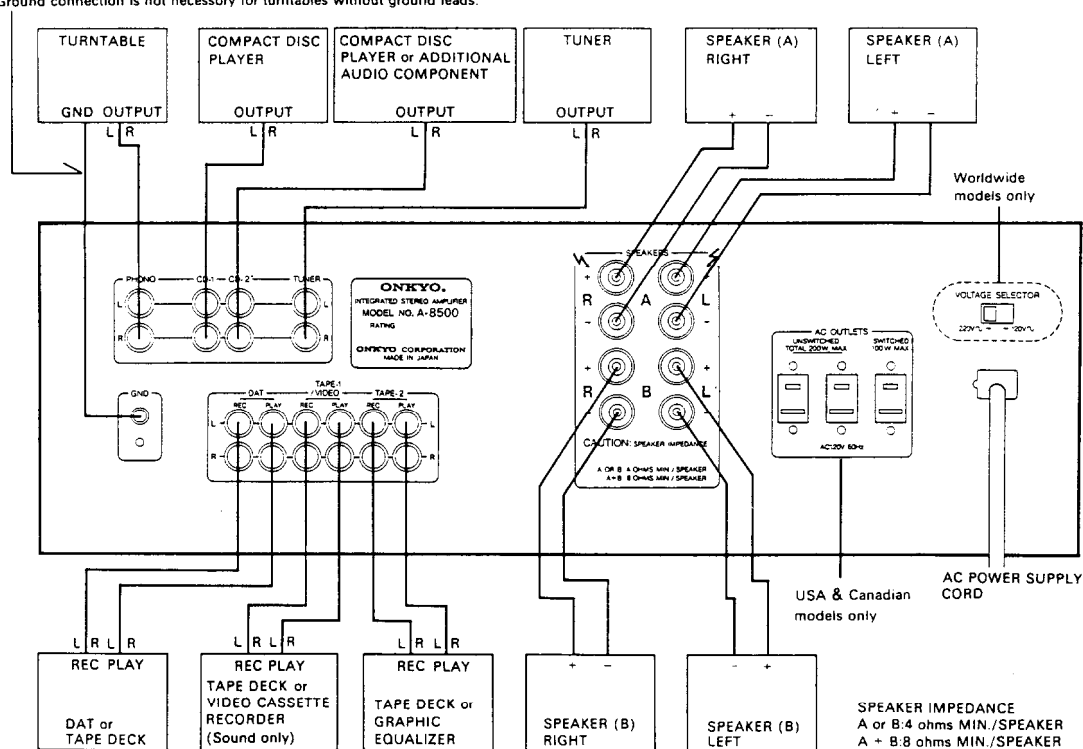 Ground connection is not necessary for turntables without ground leads.
TURNTABLE
GND OUTPUT
L R
COMPACT DISC
PLAYER
OUTPUT
L R
COMPACT DISC
PLAYER or ADDITIONAL
AUDIO COMPONENT
OUTPUT
L R
TUNER
OUTPUT
L R
SPEAKER (A)
RIGHT
+ -
SPEAKER (A)
LEFT
+ -
Worldwide
models only
PHONO CD-1 CD-2 TUNER
L L
R R
ONKYO.
INTEGRATED STEREO AMPLIFIER
MODEL NO. A-8500
RATING
ONKYO CORPORATION
MADE IN JAPAN
SPEAKERS
+ +
R A L
- -
+ +
R B L
- -
CAUTION: SPEAKER IMPEDANCE
A OR B 4 OHMS MIN / SPEAKER
A + B 8 OHMS MIN / SPEAKER
VOLTAGE SELECTOR
220V 120V
AC OUTLETS
UNSWITCHED
TOTAL 200W MAX
SWITCHED
100W MAX
AC120V 60Hz
GND
DAT
TAPE-1
/VIDEO
TAPE-2
REC PLAY REC PLAY REC PLAY
L L
R R
USA & Canadian
models only
AC POWER SUPPLY
CORD
L R L R
REC PLAY
DAT or
TAPE DECK
L R L R
REC PLAY
TAPE DECK or
VIDEO CASSETTE
RECORDER
(Sound only)
L R L R
REC PLAY
TAPE DECK or
GRAPHIC
EQUALIZER
+ -
SPEAKER (B)
RIGHT
- +
SPEAKER (B)
LEFT
SPEAKER IMPEDANCE
A or B:4 ohms MIN./SPEAKER
A + B:8 ohms MIN./SPEAKER